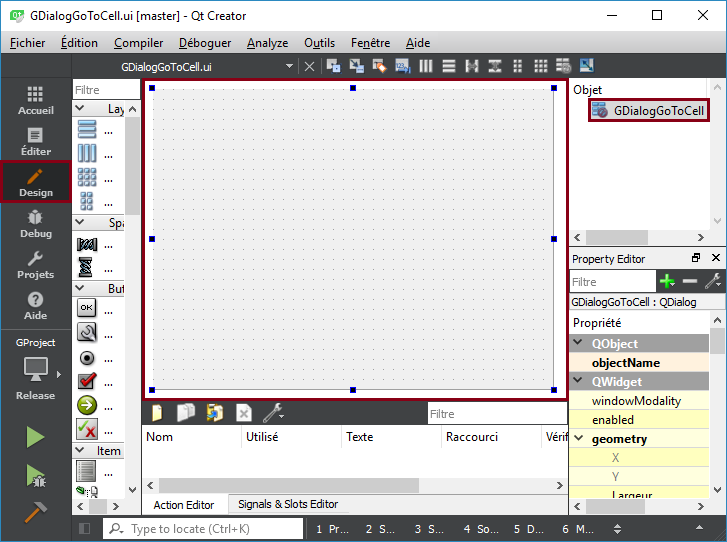 GDialogGoToCell.ui [master] - Qt Creator
Fichier Édition Compiler Déboguer Analyze Outils Fenêtre Aide
GDialogGoToCell.ui
Accueil
Éditer
Design
Debug
Projets
Aide
GProject
Release
Filtre
Lay
...
...
...
...
Spa
...
...
But
OK ...
...
...
...
...
...
Item
...
...
Objet
GDialogGoToCell
Property Editor
Filtre
GDialogGoToCell : QDialog
Propriété
QObject
objectName
QWidget
windowModality
enabled
geometry
X
Y
Largeur
Filtre
Nom Utilisé Texte Raccourci Vérif
Action Editor Signals & Slots Editor
Type to locate (Ctrl+K) 1 Pr... 2 S... 3 S... 4 So... 5 D... 6 M...